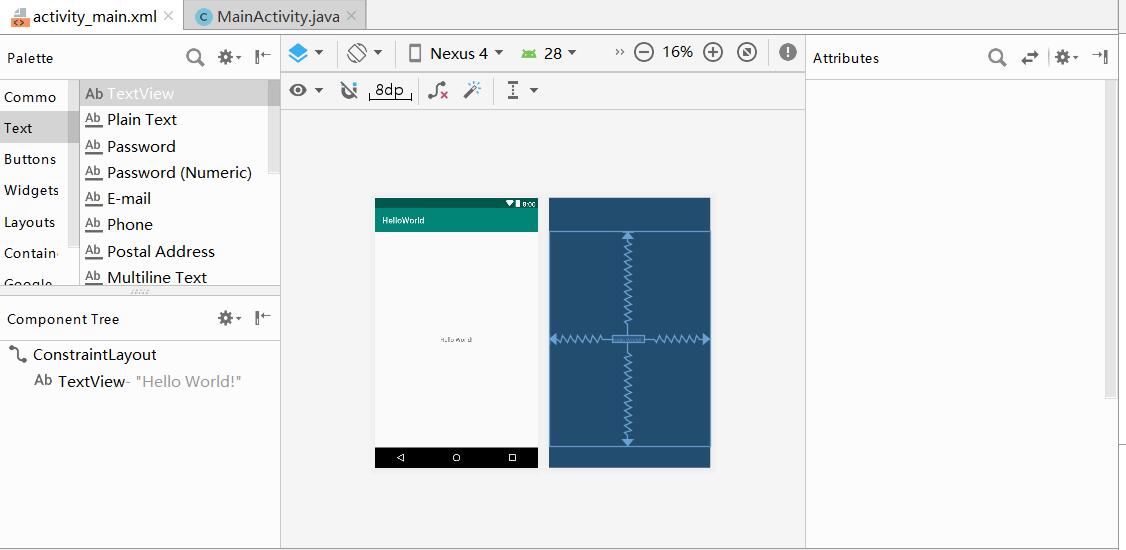 activity_main.xml
MainActivity.java
Palette
Nexus 4
28
16%
Attributes
8dp
Commo
Text
Buttons
Widgets
Layouts
Contain
Google
Ab TextView
Ab Plain Text
Ab Password
Ab Password (Numeric)
Ab E-mail
Ab Phone
Ab Postal Address
Ab Multiline Text
8:00
HelloWorld
Hello World!
Component Tree
ConstraintLayout
Ab TextView- "Hello World!"